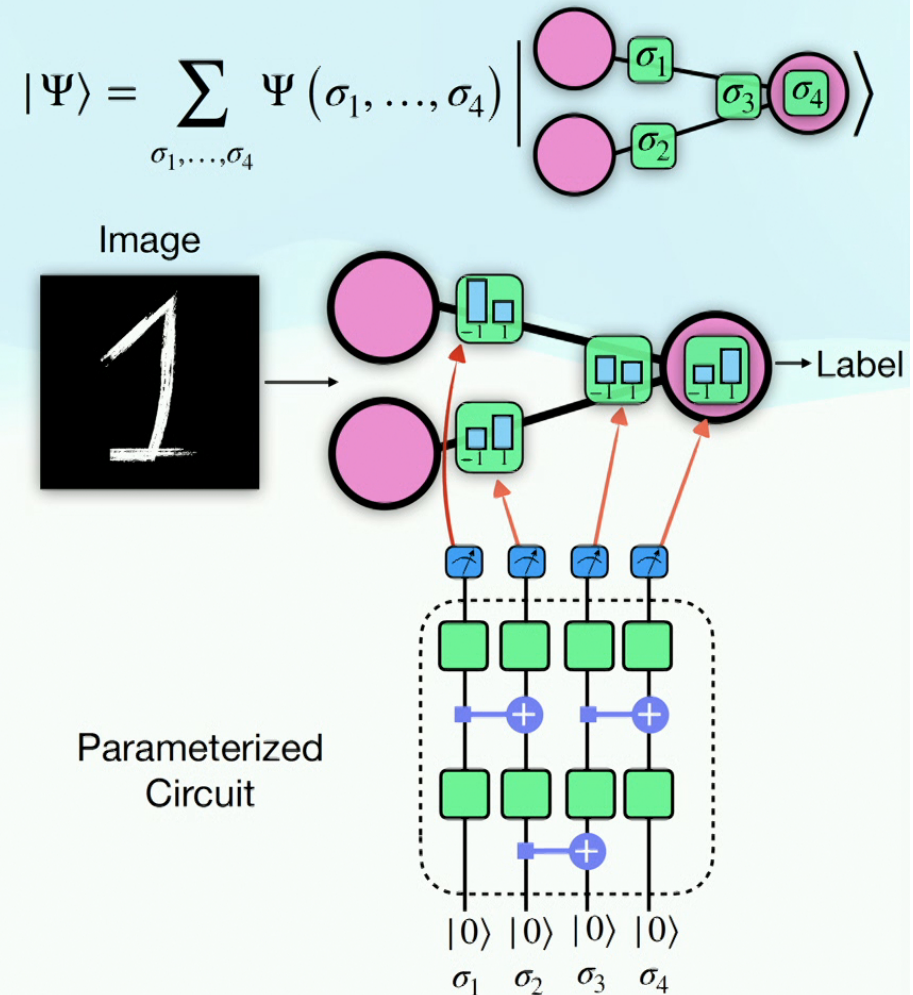 |Ψ⟩ = ∑ Ψ (σ₁, …, σ₄) | σ₁ σ₂ σ₃ σ₄ ⟩
σ₁,…,σ₄
Image
1
-1 1
-1 1
-1 1
-1 1
Label
Parameterized
Circuit
|0⟩ |0⟩ |0⟩ |0⟩
σ₁ σ₂ σ₃ σ₄